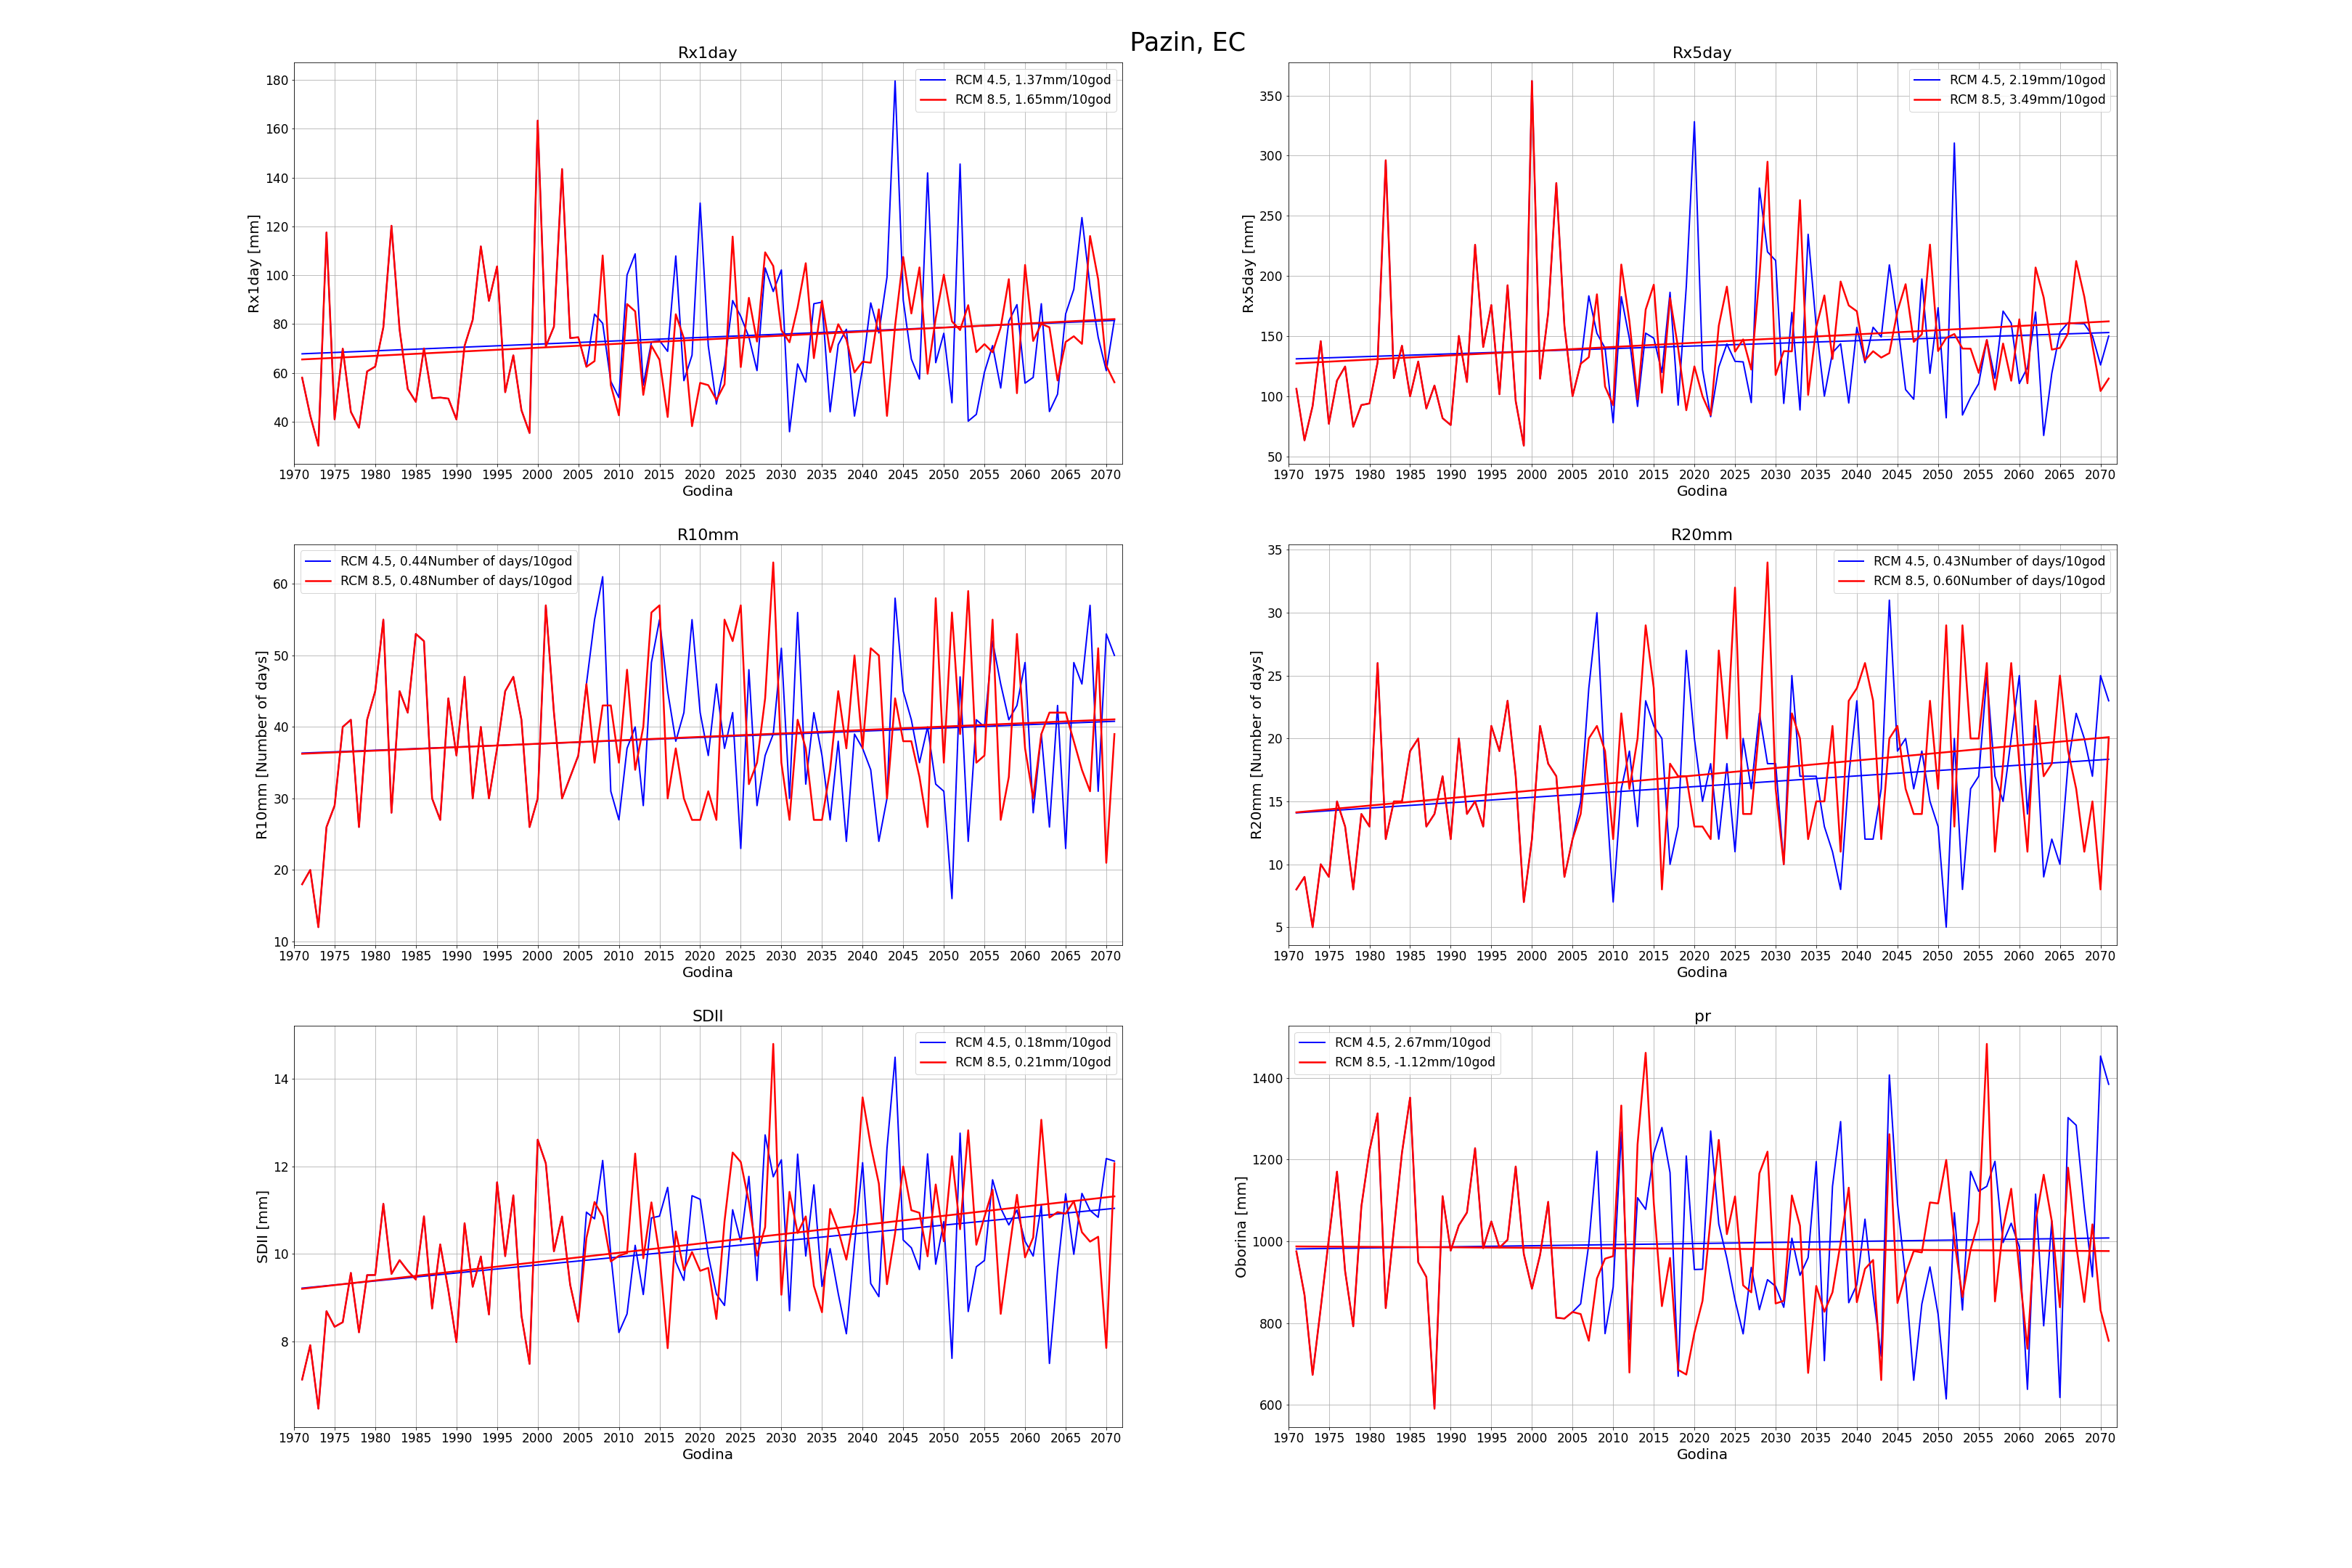 Pazin, EC
Rx1day
RCM 4.5, 1.37mm/10god
RCM 8.5, 1.65mm/10god
Rx1day [mm]
180
160
140
120
100
80
60
40
1970 1975 1980 1985 1990 1995 2000 2005 2010 2015 2020 2025 2030 2035 2040 2045 2050 2055 2060 2065 2070
Godina
Rx5day
RCM 4.5, 2.19mm/10god
RCM 8.5, 3.49mm/10god
Rx5day [mm]
350
300
250
200
150
100
50
1970 1975 1980 1985 1990 1995 2000 2005 2010 2015 2020 2025 2030 2035 2040 2045 2050 2055 2060 2065 2070
Godina
R10mm
RCM 4.5, 0.44Number of days/10god
RCM 8.5, 0.48Number of days/10god
R10mm [Number of days]
60
50
40
30
20
10
1970 1975 1980 1985 1990 1995 2000 2005 2010 2015 2020 2025 2030 2035 2040 2045 2050 2055 2060 2065 2070
Godina
R20mm
RCM 4.5, 0.43Number of days/10god
RCM 8.5, 0.60Number of days/10god
R20mm [Number of days]
35
30
25
20
15
10
5
1970 1975 1980 1985 1990 1995 2000 2005 2010 2015 2020 2025 2030 2035 2040 2045 2050 2055 2060 2065 2070
Godina
SDII
RCM 4.5, 0.18mm/10god
RCM 8.5, 0.21mm/10god
SDII [mm]
14
12
10
8
1970 1975 1980 1985 1990 1995 2000 2005 2010 2015 2020 2025 2030 2035 2040 2045 2050 2055 2060 2065 2070
Godina
pr
RCM 4.5, 2.67mm/10god
RCM 8.5, -1.12mm/10god
Oborina [mm]
1400
1200
1000
800
600
1970 1975 1980 1985 1990 1995 2000 2005 2010 2015 2020 2025 2030 2035 2040 2045 2050 2055 2060 2065 2070
Godina